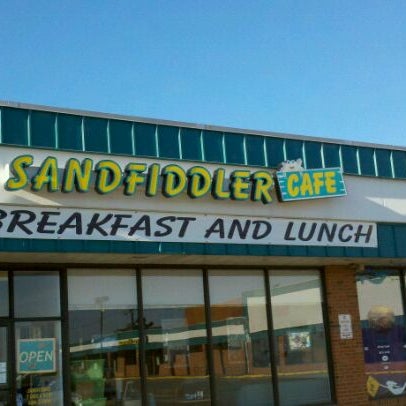 SANDFIDDLER CAFE
BREAKFAST AND LUNCH
OPEN